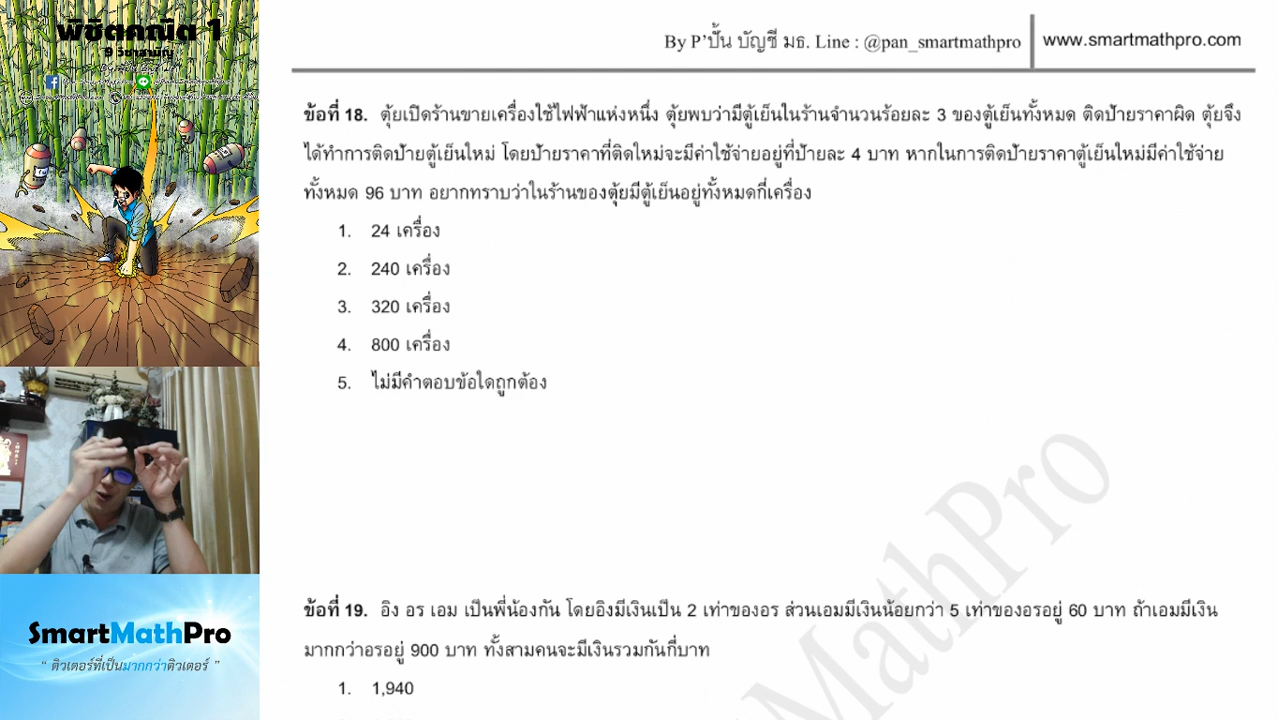 พิชิตคณิต 1
9 วิชาสามัญ
By P'ปั้น บัญชี มธ. Line : @pan_smartmathpro
www.smartmathpro.com
ข้อที่ 18. ตุ้ยเปิดร้านขายเครื่องใช้ไฟฟ้าแห่งหนึ่ง ตุ้ยพบว่ามีตู้เย็นในร้านจำนวนร้อยละ 3 ของตู้เย็นทั้งหมด ติดป้ายราคาผิด ตุ้ยจึง
ได้ทำการติดป้ายตู้เย็นใหม่ โดยป้ายราคาที่ติดใหม่จะมีค่าใช้จ่ายอยู่ที่ป้ายละ 4 บาท หากในการติดป้ายราคาตู้เย็นใหม่มีค่าใช้จ่าย
ทั้งหมด 96 บาท อยากทราบว่าในร้านของตุ้ยมีตู้เย็นอยู่ทั้งหมดกี่เครื่อง
1. 24 เครื่อง
2. 240 เครื่อง
3. 320 เครื่อง
4. 800 เครื่อง
5. ไม่มีคำตอบข้อใดถูกต้อง
ข้อที่ 19. อิง อร เอม เป็นพี่น้องกัน โดยอิงมีเงินเป็น 2 เท่าของอร ส่วนเอมมีเงินน้อยกว่า 5 เท่าของอรอยู่ 60 บาท ถ้าเอมมีเงิน
มากกว่าอรอยู่ 900 บาท ทั้งสามคนจะมีเงินรวมกันกี่บาท
1. 1,940
MathPro
SmartMathPro
“ ติวเตอร์ที่เป็นมากกว่าติวเตอร์ ”